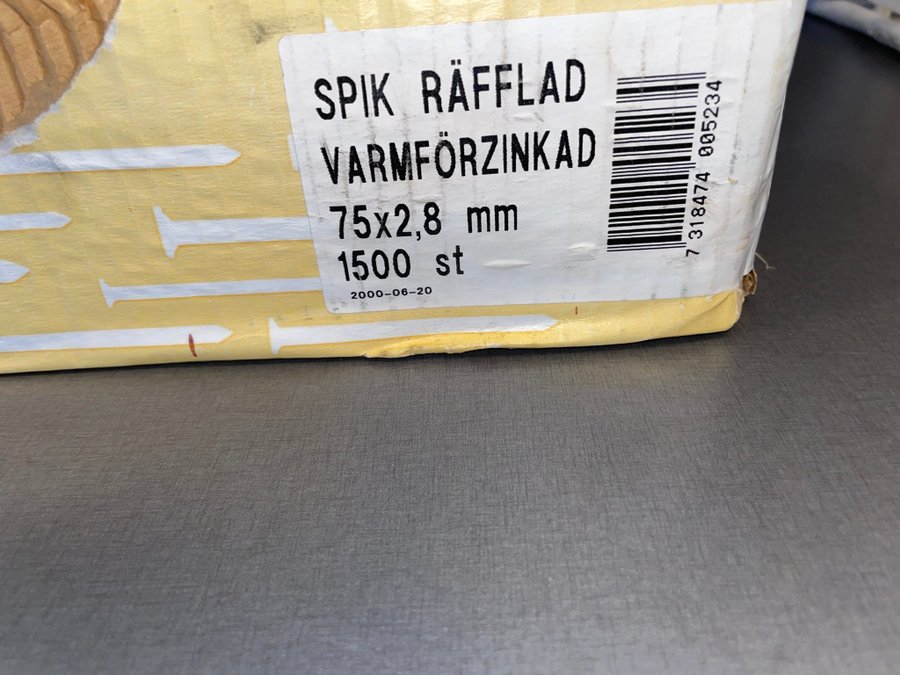 SPIK RÄFFLAD
VARMFÖRZINKAD
75x2,8 mm
1500 st
2000-06-20
7 318474 005234